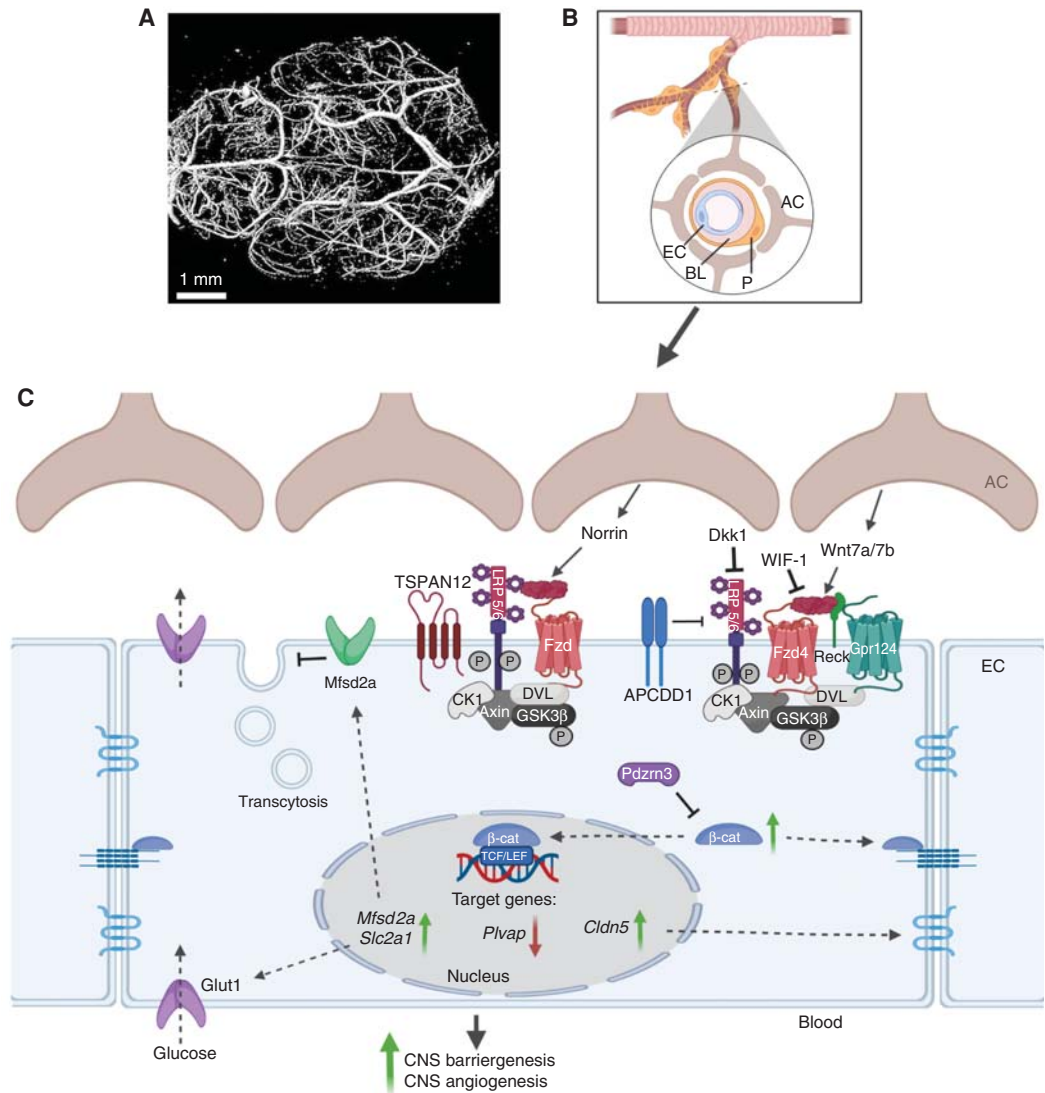 A
1 mm
B
AC
EC
BL
P
C
AC
Norrin
Dkk1
WIF-1
Wnt7a/7b
TSPAN12
LRP 5/6
Fzd
LRP 5/6
Fzd4
Reck
Gpr124
EC
Mfsd2a
P
P
CK1
Axin
DVL
GSK3β
P
APCDD1
P
P
CK1
Axin
DVL
GSK3β
P
Transcytosis
Pdzrn3
β-cat
β-cat
TCF/LEF
Target genes:
Mfsd2a
Slc2a1
Plvap
Cldn5
Nucleus
Glut1
Glucose
Blood
CNS barriergenesis
CNS angiogenesis